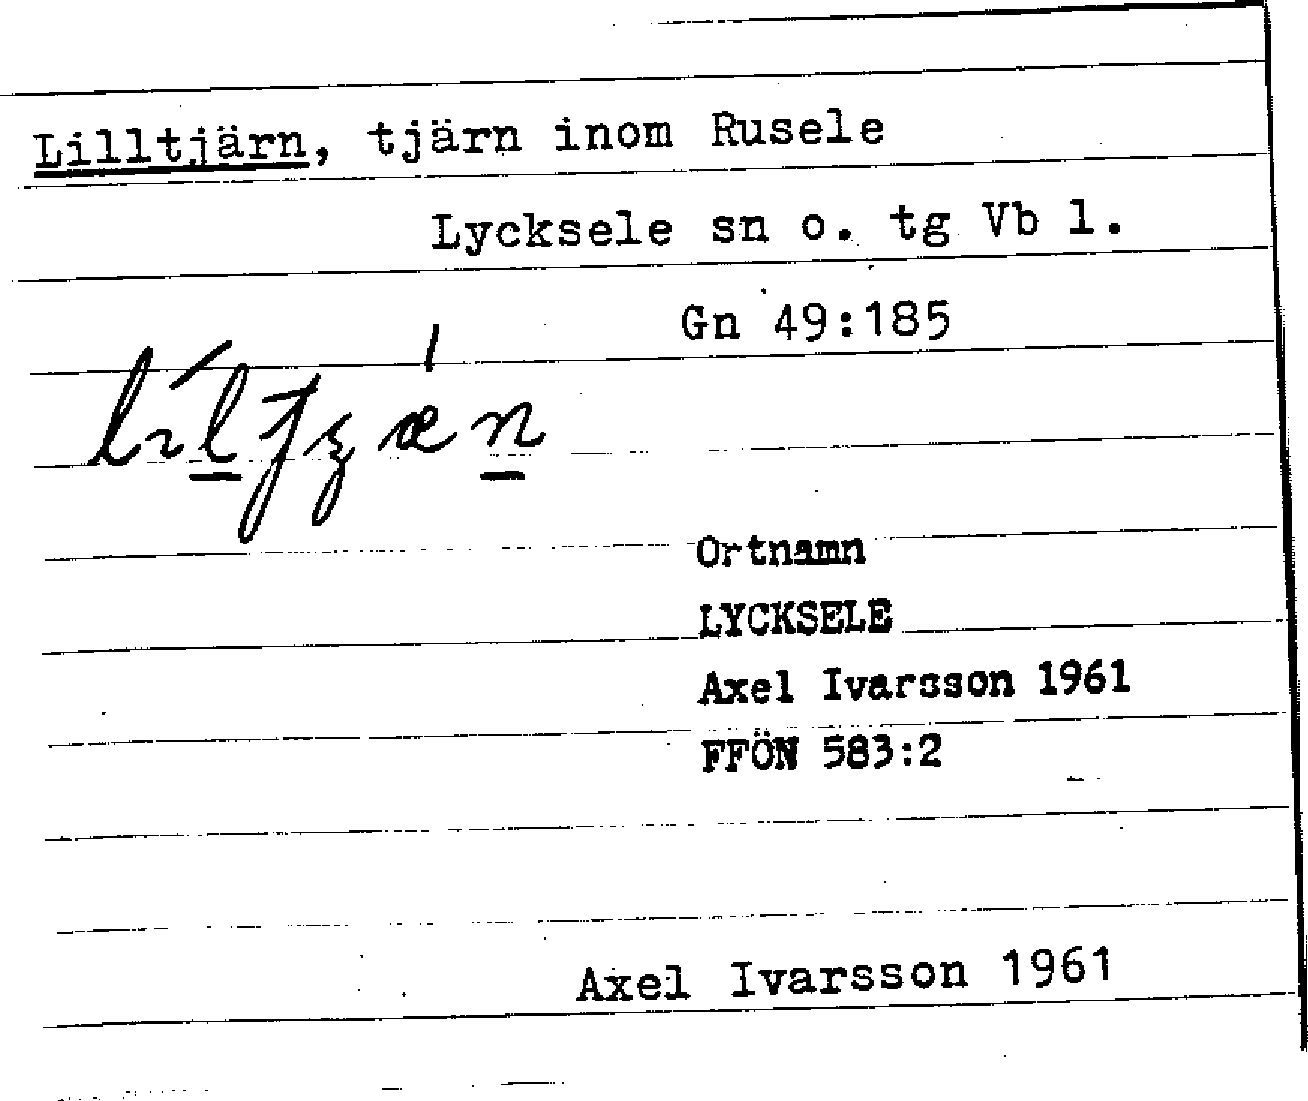 Lilltjärn, tjärn inom Rusele
Lycksele sn o. tg Vb l.
Gn 49:185
Ortnamn
LYCKSELE
Axel Ivarsson 1961
FFÖN 583:2
Axel Ivarsson 1961